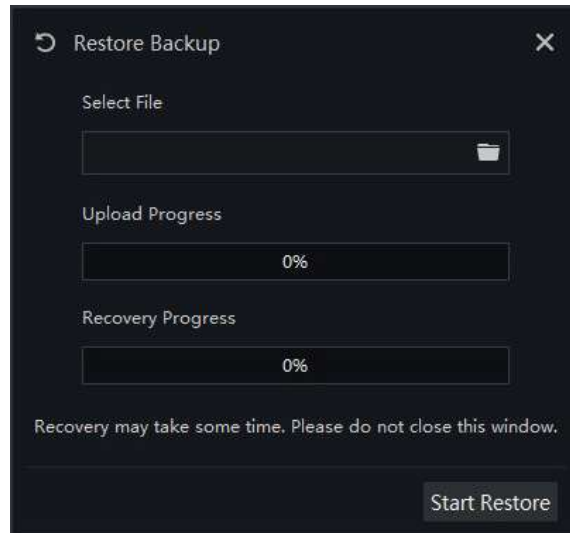 Restore Backup
Select File
Upload Progress
0%
Recovery Progress
0%
Recovery may take some time. Please do not close this window.
Start Restore